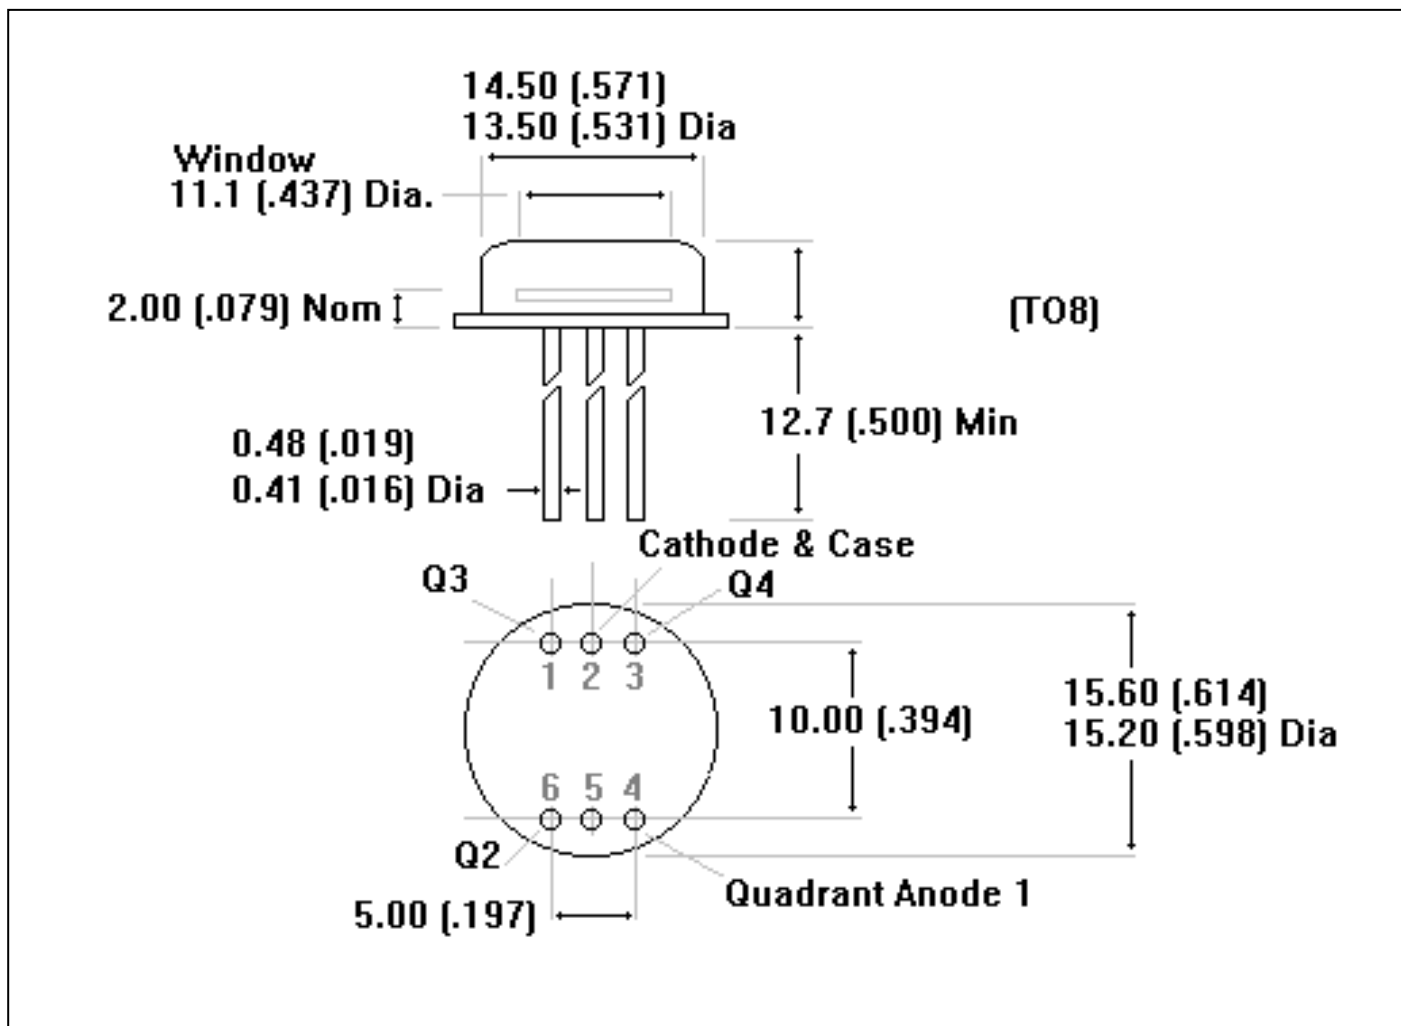 14.50 (.571)
13.50 (.531) Dia
Window
11.1 (.437) Dia.
2.00 (.079) Nom
(TO8)
12.7 (.500) Min
0.48 (.019)
0.41 (.016) Dia
Cathode & Case
Q3
Q4
1 2 3
15.60 (.614)
10.00 (.394)
15.20 (.598) Dia
6 5 4
Q2
Quadrant Anode 1
5.00 (.197)